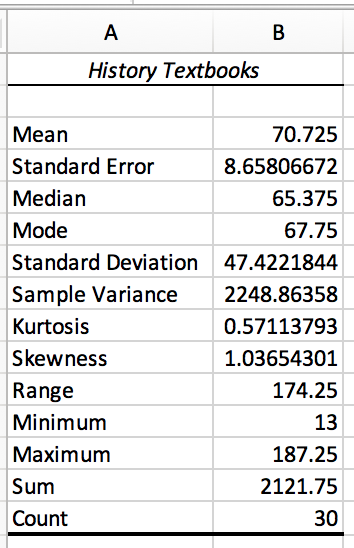 A B
History Textbooks
Mean 70.725
Standard Error 8.65806672
Median 65.375
Mode 67.75
Standard Deviation 47.4221844
Sample Variance 2248.86358
Kurtosis 0.57113793
Skewness 1.03654301
Range 174.25
Minimum 13
Maximum 187.25
Sum 2121.75
Count 30